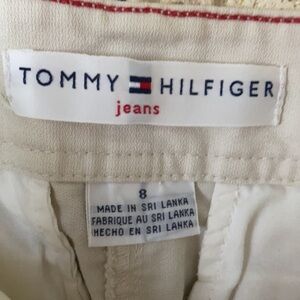 TOMMY HILFIGER
jeans
8
MADE IN SRI LANKA
FABRIQUE AU SRI LANKA
HECHO EN SRI LANKA